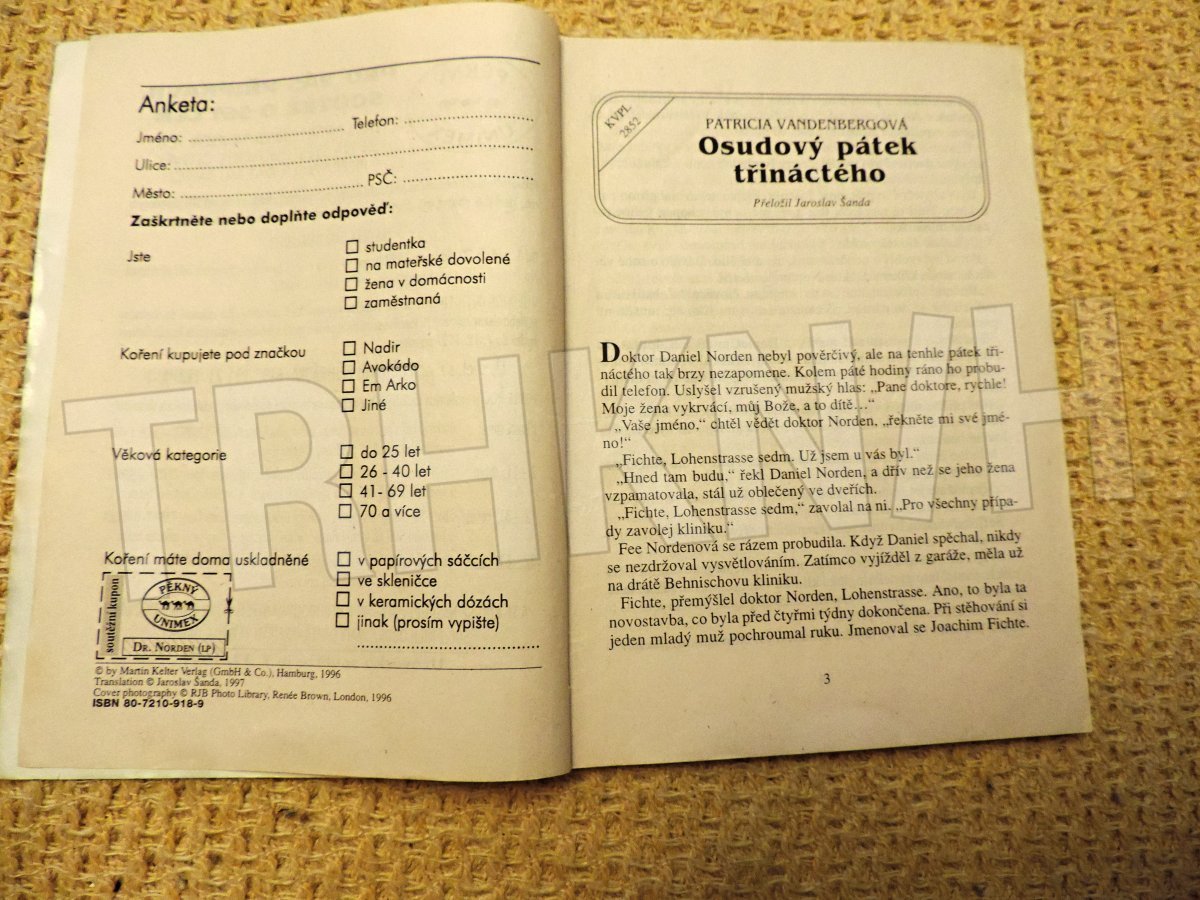 Anketa:
Jméno: Telefon:
Ulice:
Město: PSČ:
Zaškrtněte nebo doplňte odpověď:
Jste
studentka
na mateřské dovolené
žena v domácnosti
zaměstnaná
Koření kupujete pod značkou
Nadir
Avokádo
Em Arko
Jiné
Věková kategorie
do 25 let
26 - 40 let
41- 69 let
70 a více
Koření máte doma uskladněné
v papírových sáčcích
ve skleničce
v keramických dózách
jinak (prosím vypište)
soutěžní kupon
PĚKNÝ
UNIMEX
DR. NORDEN (LP)
© by Martin Kelter Verlag (GmbH & Co.), Hamburg, 1996
Translation © Jaroslav Šanda, 1997
Cover photography © RJB Photo Library, Renée Brown, London, 1996
ISBN 80-7210-918-9
KVPL
2852
PATRICIA VANDENBERGOVÁ
Osudový pátek
třináctého
Přeložil Jaroslav Šanda
Doktor Daniel Norden nebyl pověrčivý, ale na tenhle pátek tři-
náctého tak brzy nezapomene. Kolem páté hodiny ráno ho probu-
dil telefon. Uslyšel vzrušený mužský hlas: „Pane doktore, rychle!
Moje žena vykrvácí, můj Bože, a to dítě…“
„Vaše jméno,“ chtěl vědět doktor Norden, „řekněte mi své jmé-
no!“
„Fichte, Lohenstrasse sedm. Už jsem u vás byl.“
„Hned tam budu,“ řekl Daniel Norden, a dřív než se jeho žena
vzpamatovala, stál už oblečený ve dveřích.
„Fichte, Lohenstrasse sedm,“ zavolal na ni. „Pro všechny přípa-
dy zavolej kliniku.“
Fee Nordenová se rázem probudila. Když Daniel spěchal, nikdy
se nezdržoval vysvětlováním. Zatímco vyjížděl z garáže, měla už
na drátě Behnischovu kliniku.
Fichte, přemýšlel doktor Norden, Lohenstrasse. Ano, to byla ta
novostavba, co byla před čtyřmi týdny dokončena. Při stěhování si
jeden mladý muž pochroumal ruku. Jmenoval se Joachim Fichte.
3
TRHKNIH